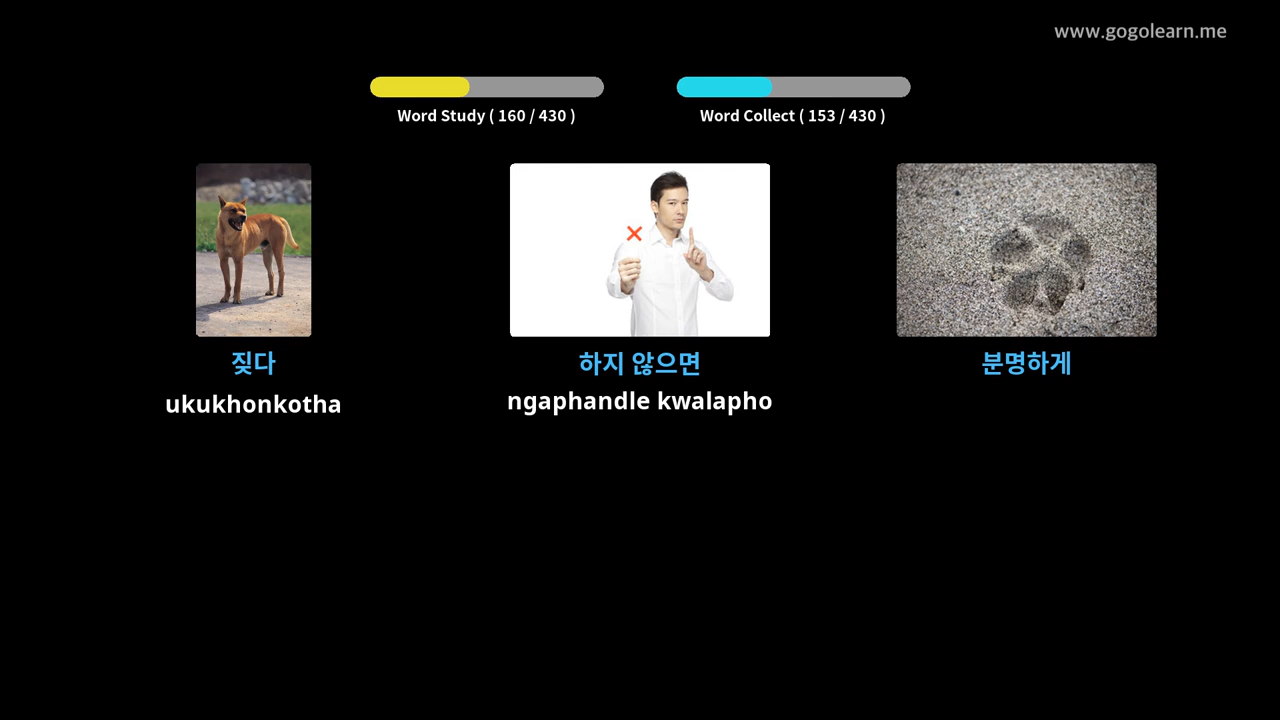 www.gogolearn.me
Word Study ( 160 / 430 )
Word Collect ( 153 / 430 )
짖다
하지 않으면
분명하게
ukukhonkotha
ngaphandle kwalapho